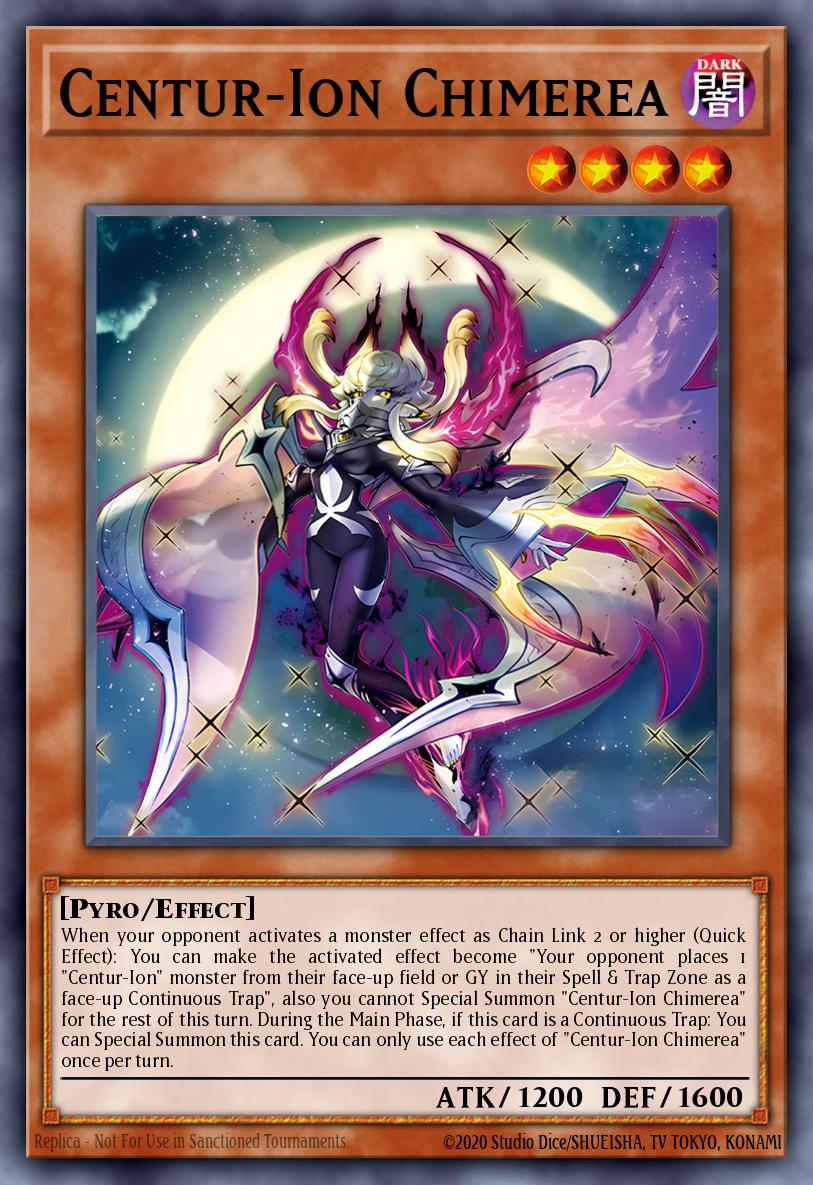 Centur-Ion Chimerea
DARK
闇
[Pyro/Effect]
When your opponent activates a monster effect as Chain Link 2 or higher (Quick
Effect): You can make the activated effect become "Your opponent places 1
"Centur-Ion" monster from their face-up field or GY in their Spell & Trap Zone as a
face-up Continuous Trap", also you cannot Special Summon "Centur-Ion Chimerea"
for the rest of this turn. During the Main Phase, if this card is a Continuous Trap: You
can Special Summon this card. You can only use each effect of "Centur-Ion Chimerea"
once per turn.
ATK/1200 DEF/1600
Replica - Not For Use in Sanctioned Tournaments.
©2020 Studio Dice/SHUEISHA, TV TOKYO, KONAMI